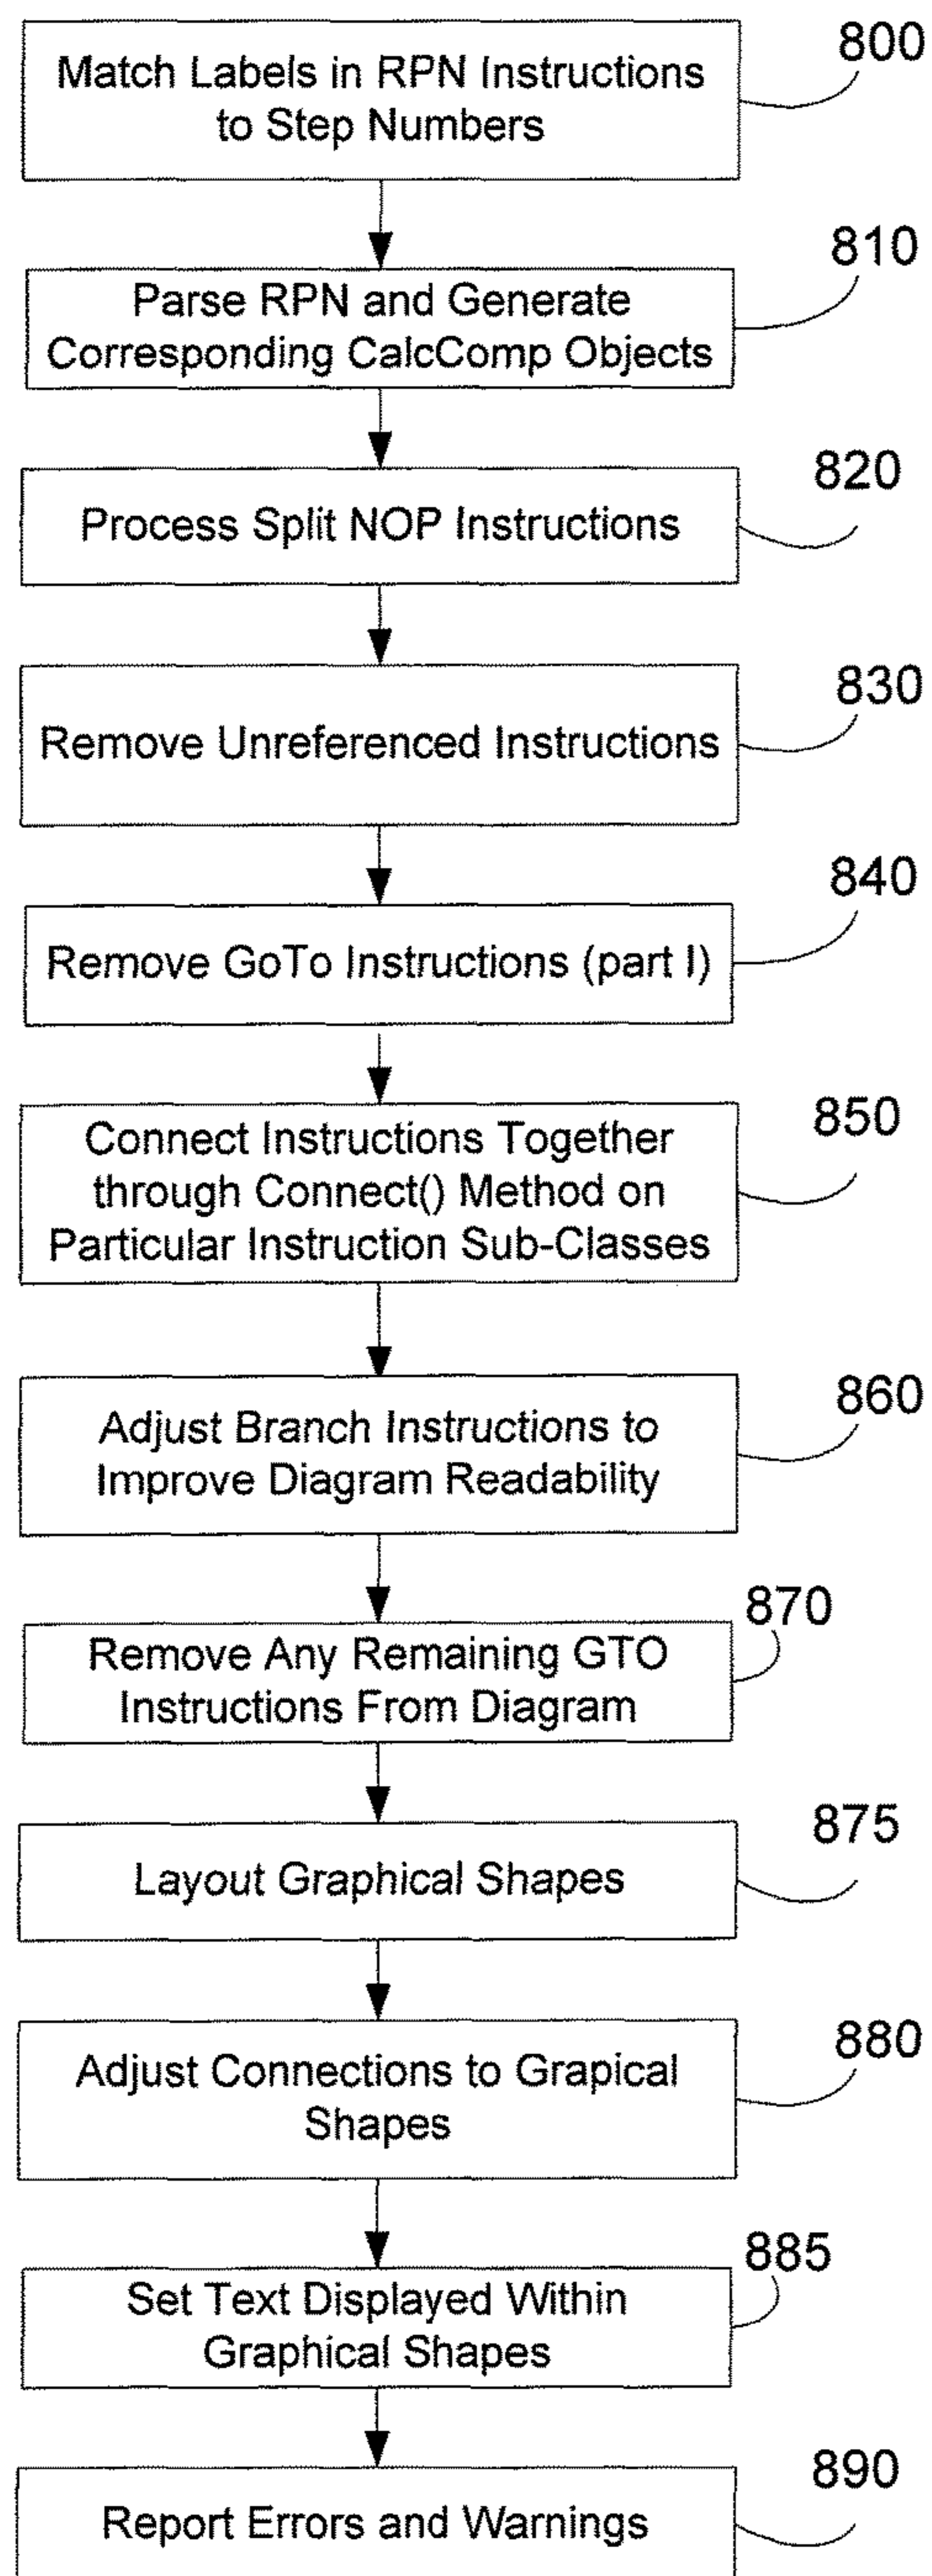 800
Match Labels in RPN Instructions
to Step Numbers
810
Parse RPN and Generate
Corresponding CalcComp Objects
820
Process Split NOP Instructions
830
Remove Unreferenced Instructions
840
Remove GoTo Instructions (part I)
850
Connect Instructions Together
through Connect() Method on
Particular Instruction Sub-Classes
860
Adjust Branch Instructions to
Improve Diagram Readability
870
Remove Any Remaining GTO
Instructions From Diagram
875
Layout Graphical Shapes
880
Adjust Connections to Grapical
Shapes
885
Set Text Displayed Within
Graphical Shapes
890
Report Errors and Warnings